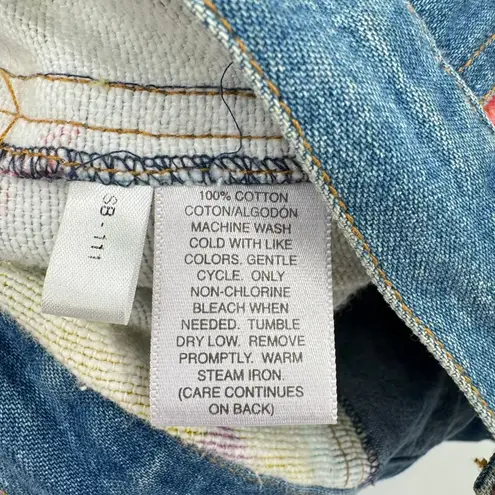 SB-111
100% COTTON
COTON/ALGODÓN
MACHINE WASH
COLD WITH LIKE
COLORS. GENTLE
CYCLE. ONLY
NON-CHLORINE
BLEACH WHEN
NEEDED. TUMBLE
DRY LOW. REMOVE
PROMPTLY. WARM
STEAM IRON.
(CARE CONTINUES
ON BACK)